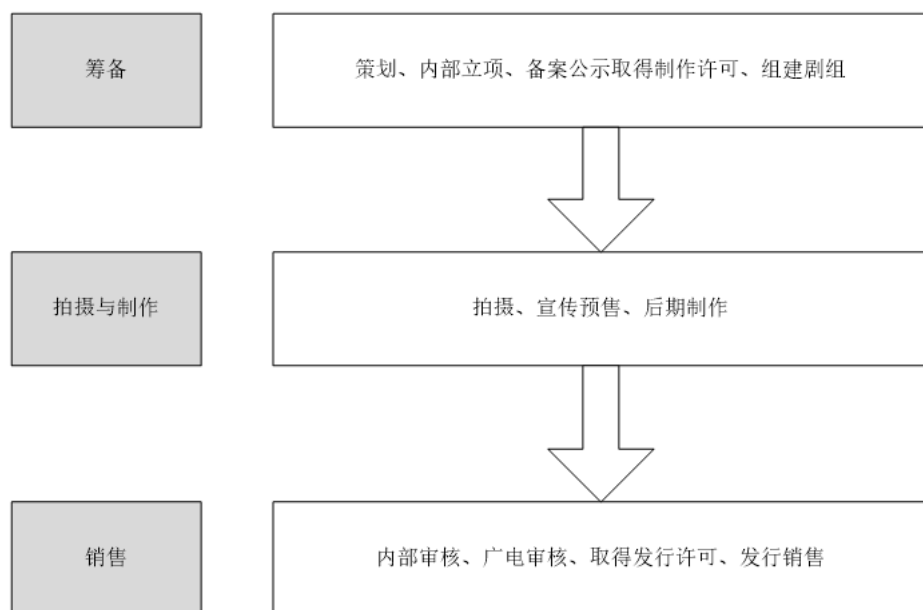 筹备
策划、内部立项、备案公示取得制作许可、组建剧组
拍摄与制作
拍摄、宣传预售、后期制作
销售
内部审核、广电审核、取得发行许可、发行销售